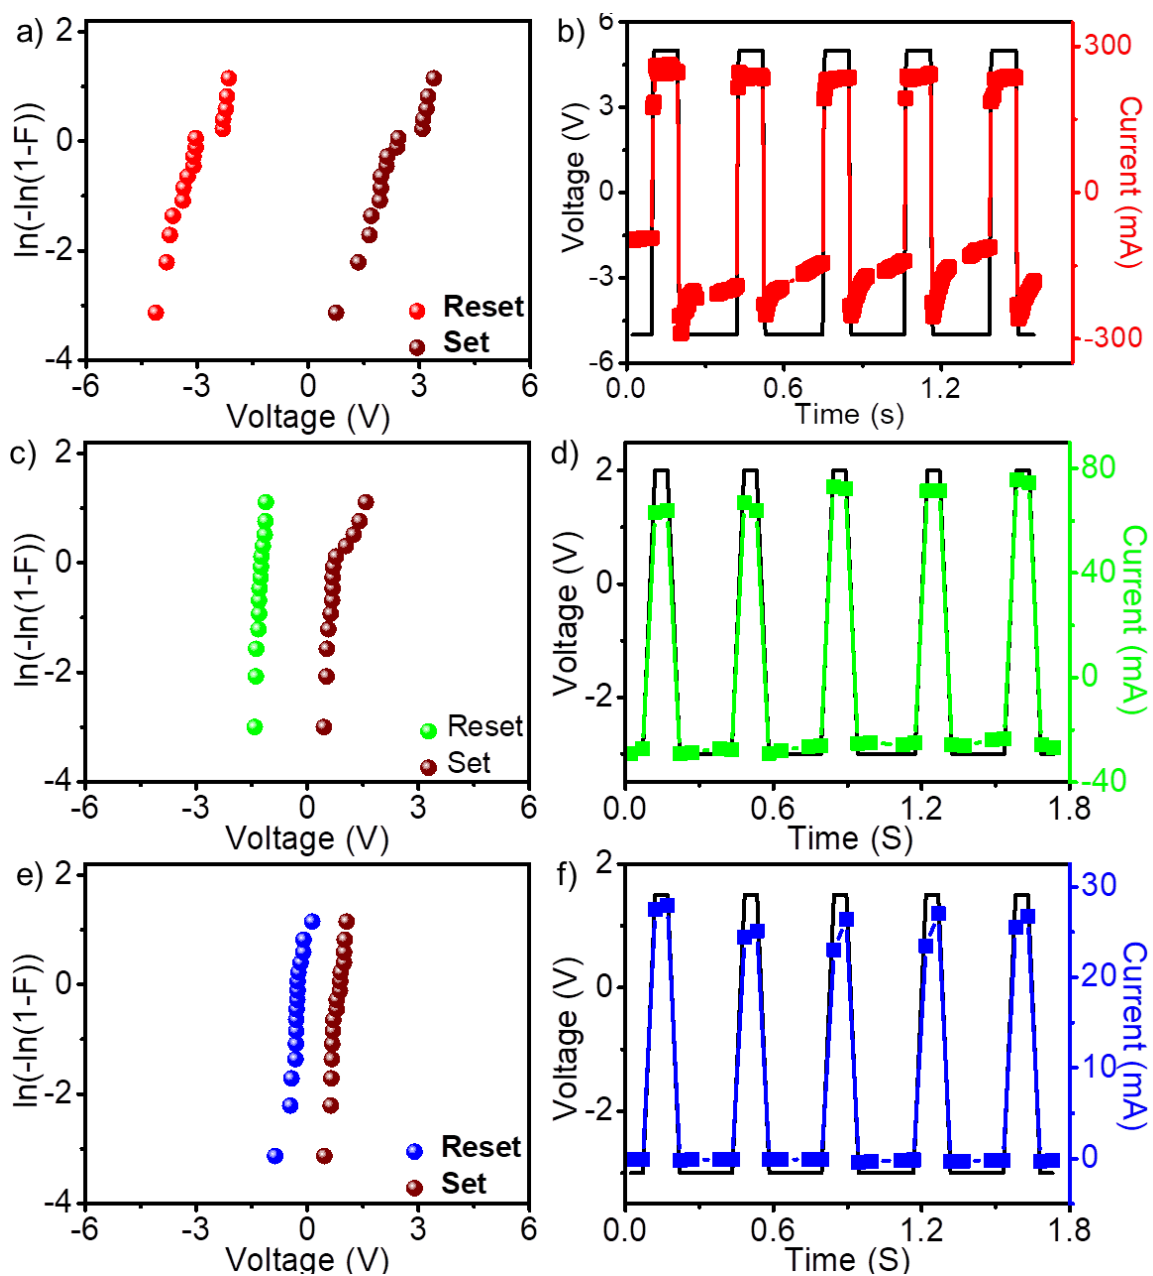 a)
ln(-ln(1-F))
2
0
-2
-4
-6
-3
0
3
6
Voltage (V)
Reset
Set
b)
Voltage (V)
6
3
0
-3
-6
0.0
0.6
1.2
Time (s)
300
0
-300
Current (mA)
c)
ln(-ln(1-F))
2
0
-2
-4
-6
-3
0
3
6
Voltage (V)
Reset
Set
d)
Voltage (V)
2
0
-2
0.0
0.6
1.2
1.8
Time (S)
80
40
0
-40
Current (mA)
e)
ln(-ln(1-F))
2
0
-2
-4
-6
-3
0
3
6
Voltage (V)
Reset
Set
f)
Voltage (V)
2
0
-2
0.0
0.6
1.2
1.8
Time (S)
30
20
10
0
Current (mA)